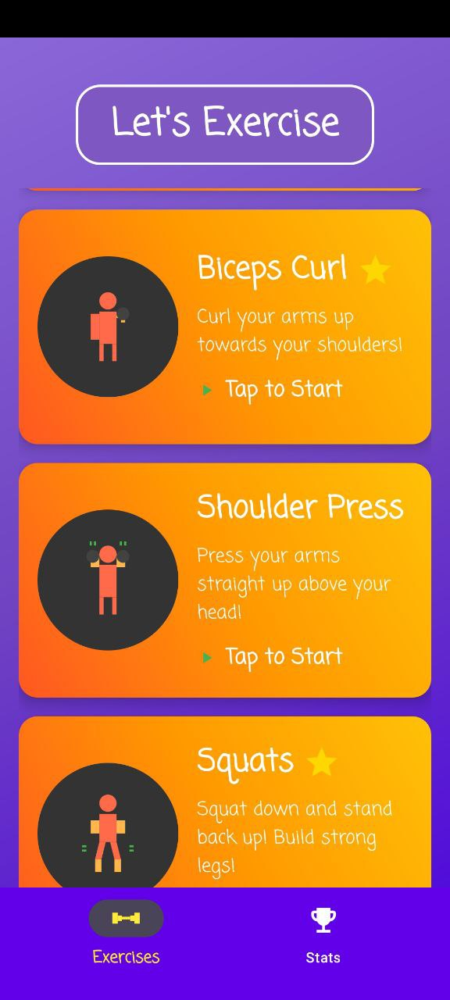 Let's Exercise
Biceps Curl
Curl your arms up
towards your shoulders!
Tap to Start
Shoulder Press
Press your arms
straight up above your
head!
Tap to Start
Squats
Squat down and stand
back up! Build strong
legs!
Exercises
Stats